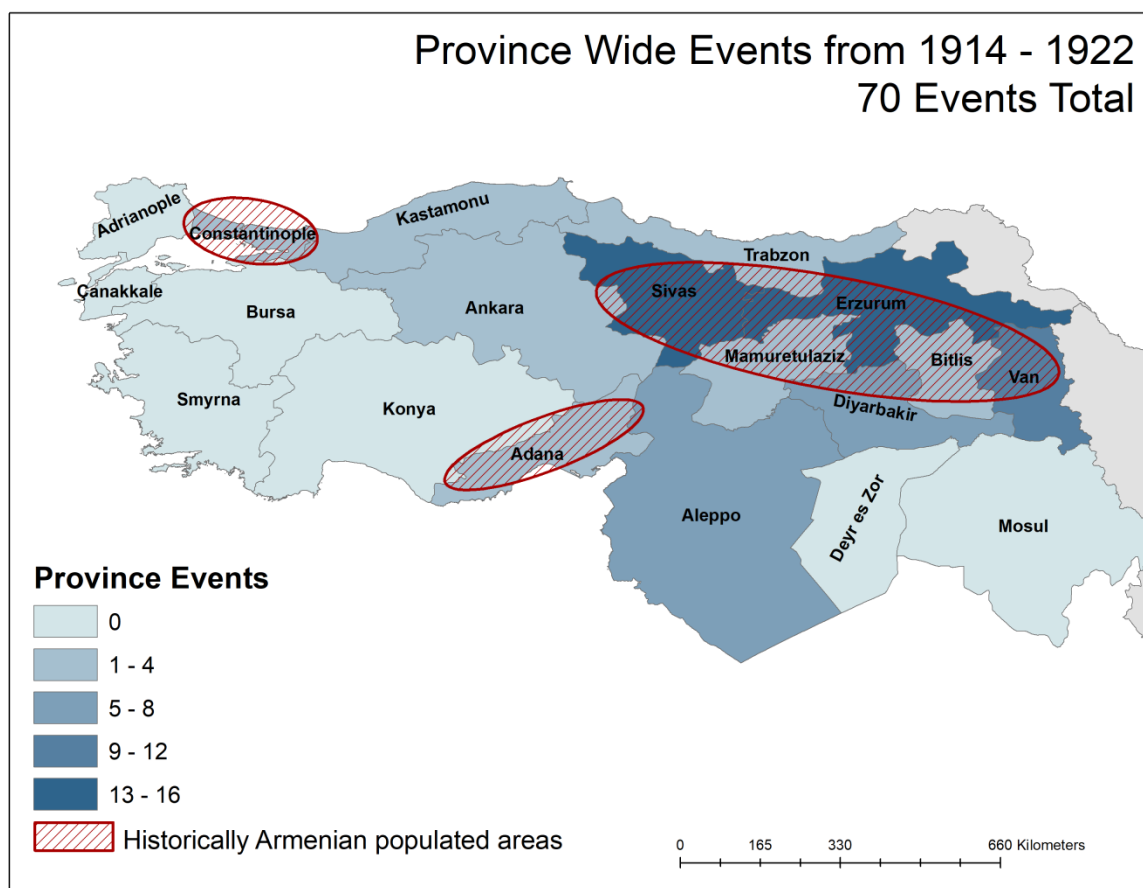 Province Wide Events from 1914 - 1922
70 Events Total
Adrianople
Constantinople
Kastamonu
Trabzon
Çanakkale
Bursa
Ankara
Sivas
Erzurum
Mamuretulaziz
Bitlis
Van
Smyrna
Konya
Diyarbakir
Adana
Aleppo
Deyr es Zor
Mosul
Province Events
0
1 - 4
5 - 8
9 - 12
13 - 16
Historically Armenian populated areas
0 165 330 660 Kilometers